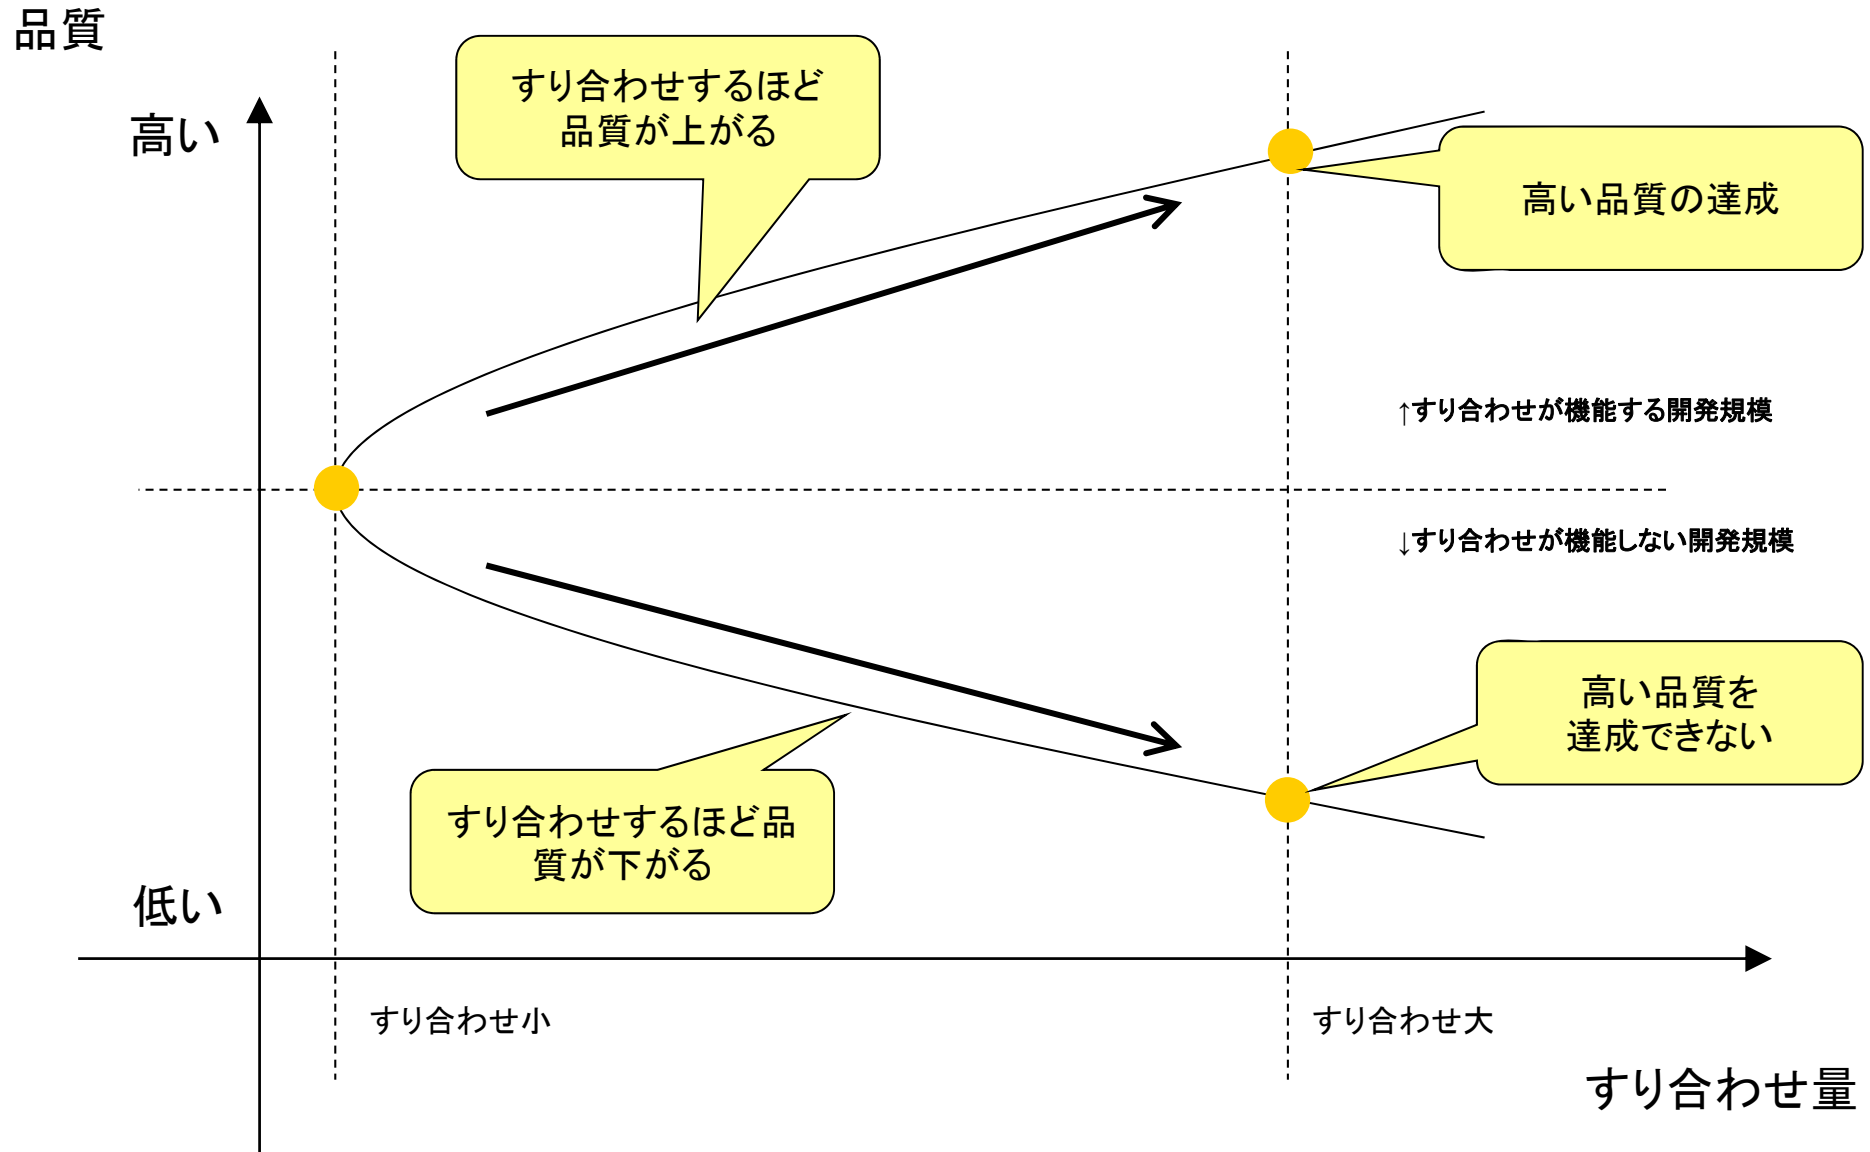 品質
高い
すり合わせするほど
品質が上がる
高い品質の達成
↑すり合わせが機能する開発規模
↓すり合わせが機能しない開発規模
高い品質を
達成できない
すり合わせするほど品
質が下がる
低い
すり合わせ小
すり合わせ大
すり合わせ量